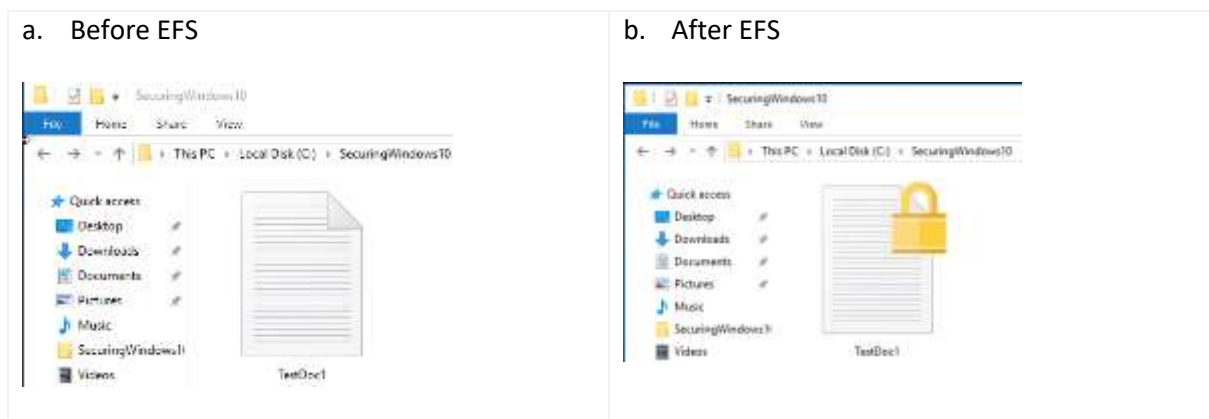 a. Before EFS
SecuringWindows10
File Home Share View
This PC Local Disk (C:) SecuringWindows10
Quick access
Desktop
Downloads
Documents
Pictures
Music
SecuringWindows10
Videos
TestDoc1
b. After EFS
SecuringWindows10
File Home Share View
This PC Local Disk (C:) SecuringWindows10
Quick access
Desktop
Downloads
Documents
Pictures
Music
SecuringWindows10
Videos
TestDoc1